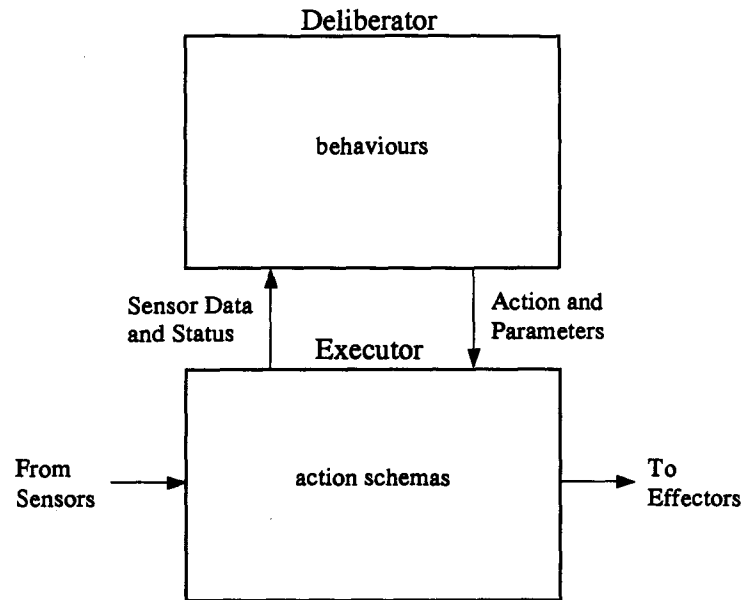 Deliberator
behaviours
Sensor Data
and Status
Action and
Parameters
Executor
From
Sensors
action schemas
To
Effectors